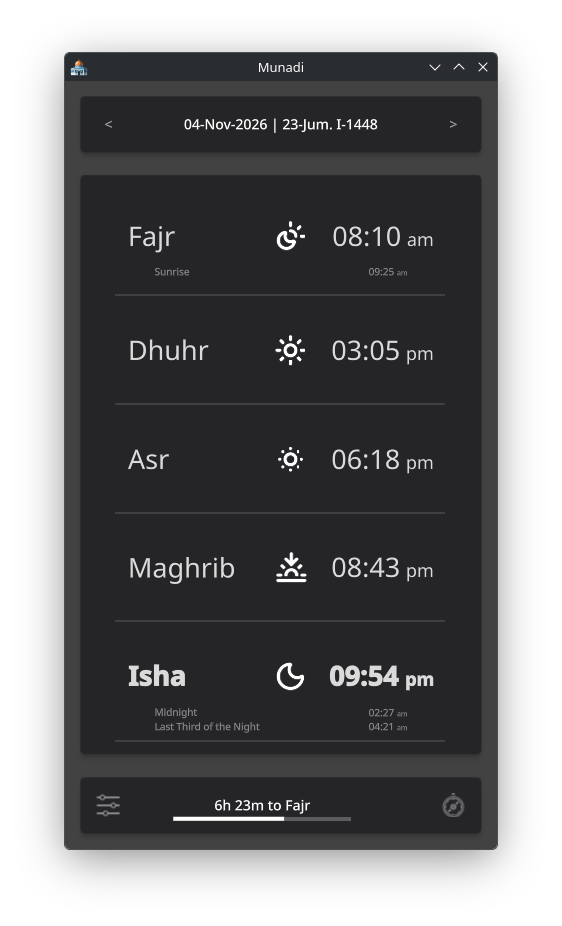 Munadi
< 04-Nov-2026 | 23-Jum. I-1448 >
Fajr 08:10 am
Sunrise 09:25 am
Dhuhr 03:05 pm
Asr 06:18 pm
Maghrib 08:43 pm
Isha 09:54 pm
Midnight 02:27 am
Last Third of the Night 04:21 am
6h 23m to Fajr